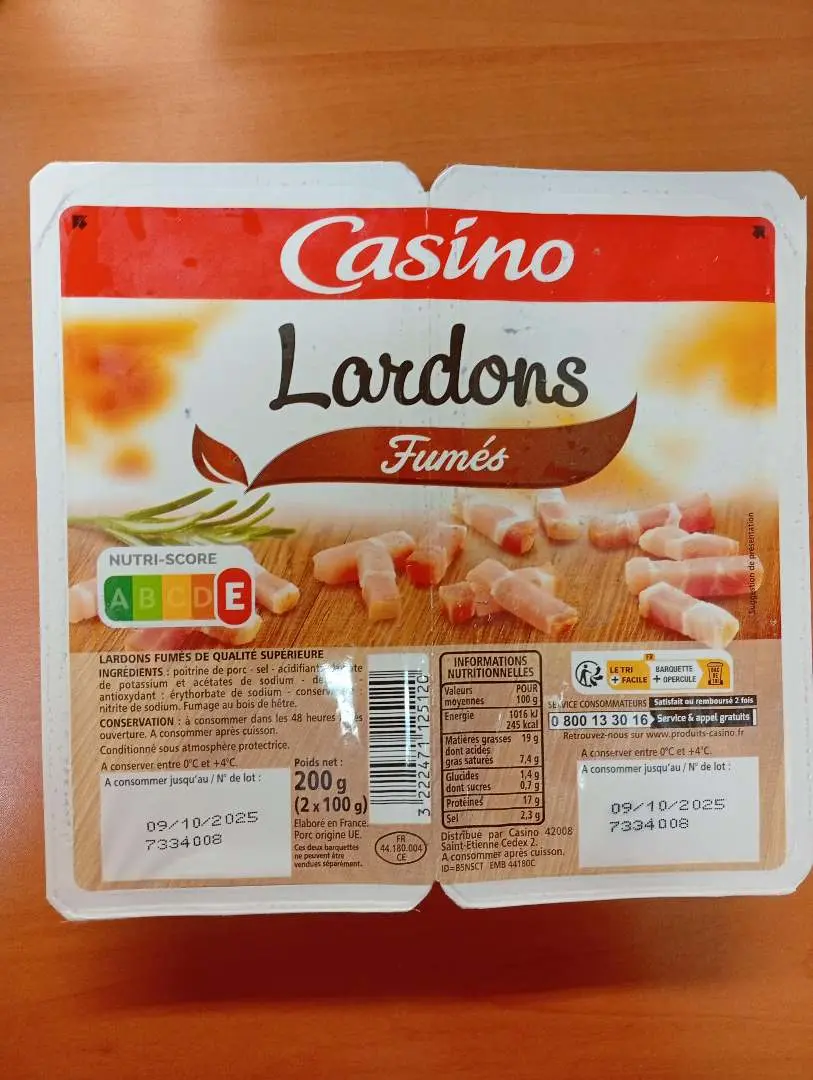 Casino
Lardons
Fumés
Suggestion de présentation
NUTRI-SCORE
A B C D E
LARDONS FUMÉS DE QUALITÉ SUPÉRIEURE
INGRÉDIENTS : poitrine de porc - sel - acidifiant
de potassium et acétates de sodium -
antioxydant : érythorbate de sodium -
nitrite de sodium. Fumage au bois de hêtre.
CONSERVATION : à consommer dans les 48 heures
ouverture. A consommer après cuisson.
Conditionné sous atmosphère protectrice.
A conserver entre 0°C et +4°C.
A consommer jusqu'au / N° de lot :
09/10/2025
7334008
Poids net :
200 g
(2 x 100 g)
Elaboré en France.
Porc origine UE.
Ces deux barquettes
ne peuvent être
vendues séparément.
3 222471 125120
FR
44.180.004
CE
INFORMATIONS
NUTRITIONNELLES
Valeurs moyennes POUR 100 g
Energie 1016 kJ
245 kcal
Matières grasses 19 g
dont acides
gras saturés 7,4 g
Glucides 1,4 g
dont sucres 0,7 g
Protéines 17 g
Sel 2,3 g
Distribué par Casino 42008
Saint-Etienne Cedex 2.
A consommer après cuisson.
ID=B5NSCT EMB 44180C
FR
LE TRI
+ FACILE
BARQUETTE
+ OPERCULE
BAC
DE
TRI
SERVICE CONSOMMATEURS Satisfait ou remboursé 2 fois
0 800 13 30 16 Service & appel gratuits
Retrouvez-nous sur www.produits-casino.fr
A conserver entre 0°C et +4°C.
A consommer jusqu'au / N° de lot :
09/10/2025
7334008